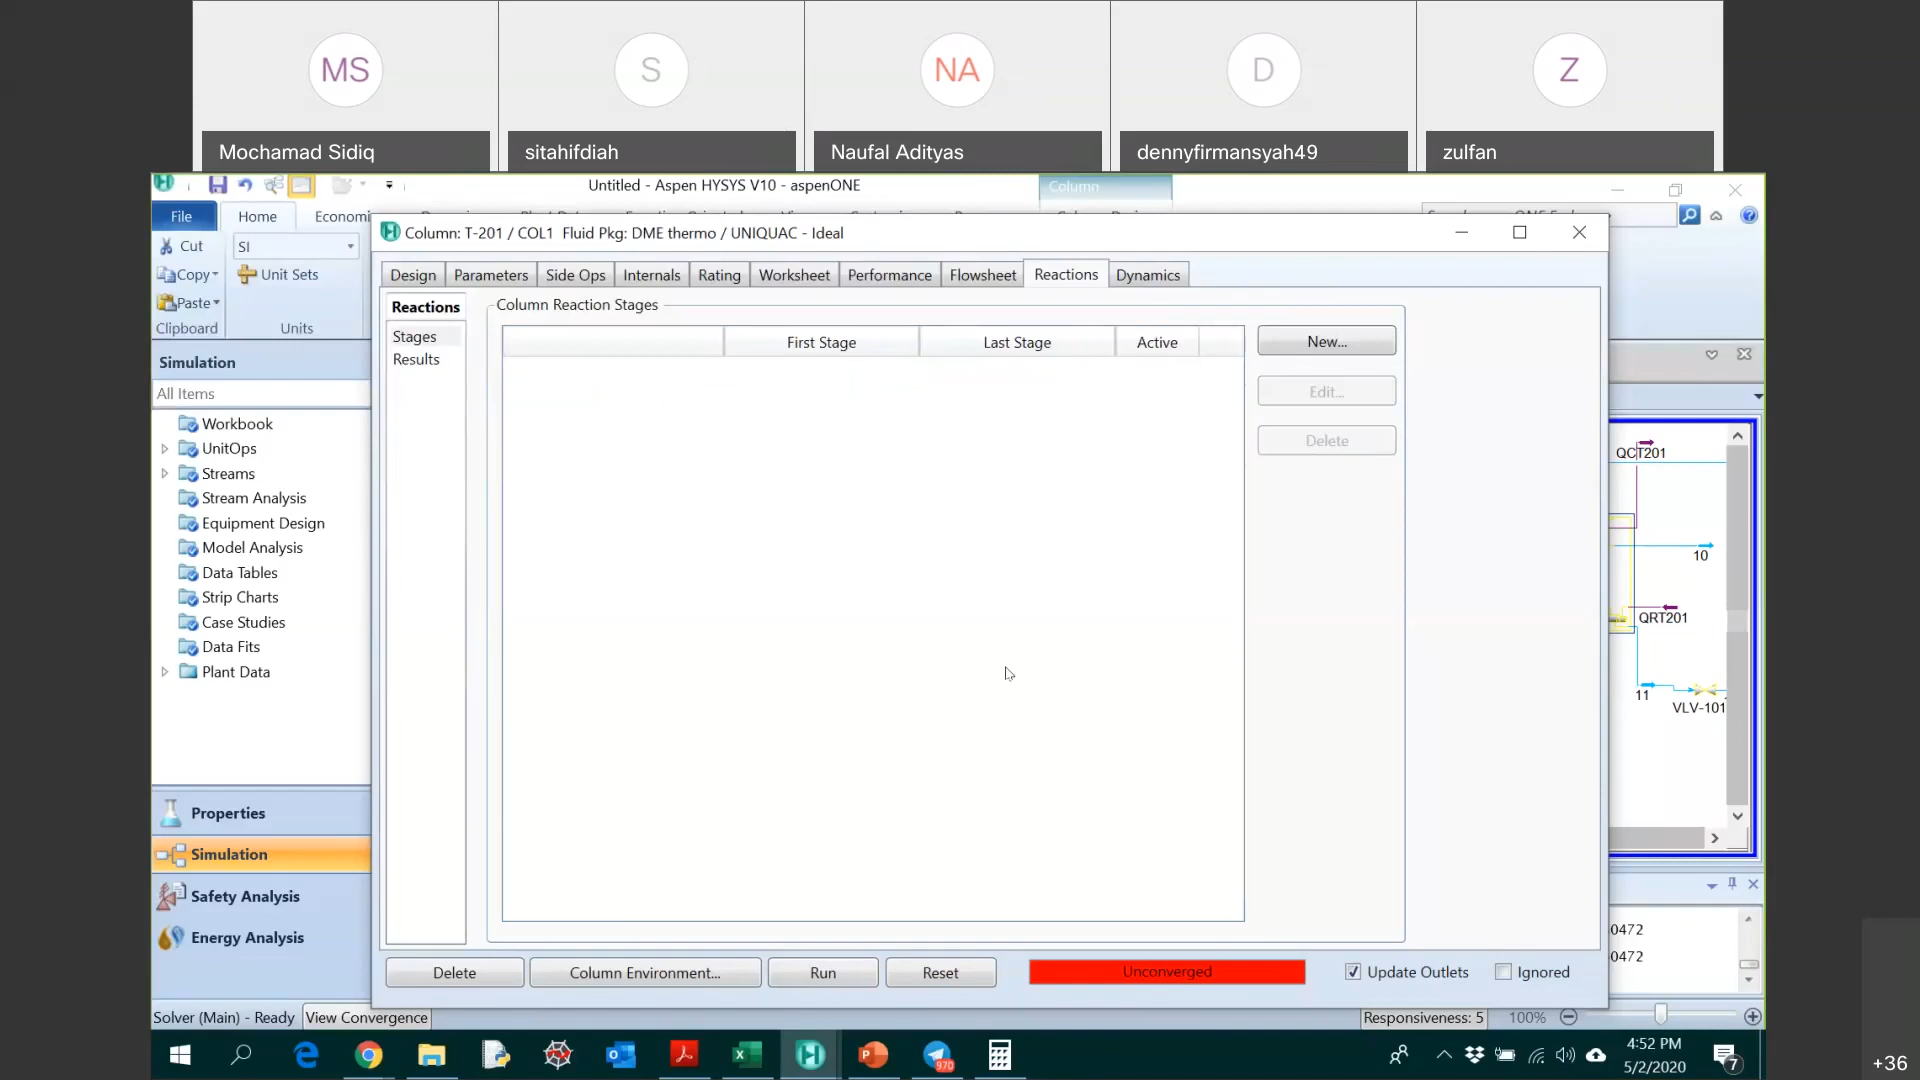 MS
S
NA
D
Z
Mochamad Sidiq
sitahifdiah
Naufal Adityas
dennyfirmansyah49
zulfan
Untitled - Aspen HYSYS V10 - aspenONE
Column
File
Home
Economi
Cut
SI
Copy
Unit Sets
Paste
Clipboard
Units
Column: T-201 / COL1 Fluid Pkg: DME thermo / UNIQUAC - Ideal
Design
Parameters
Side Ops
Internals
Rating
Worksheet
Performance
Flowsheet
Reactions
Dynamics
Reactions
Stages
Results
Column Reaction Stages
First Stage
Last Stage
Active
New...
Edit...
Delete
Simulation
All Items
Workbook
UnitOps
Streams
Stream Analysis
Equipment Design
Model Analysis
Data Tables
Strip Charts
Case Studies
Data Fits
Plant Data
Properties
Simulation
Safety Analysis
Energy Analysis
QCT201
10
QRT201
11
VLV-101
0472
0472
Delete
Column Environment...
Run
Reset
Unconverged
Update Outlets
Ignored
Solver (Main) - Ready
View Convergence
Responsiveness: 5
100%
970
4:52 PM
5/2/2020
7
+36